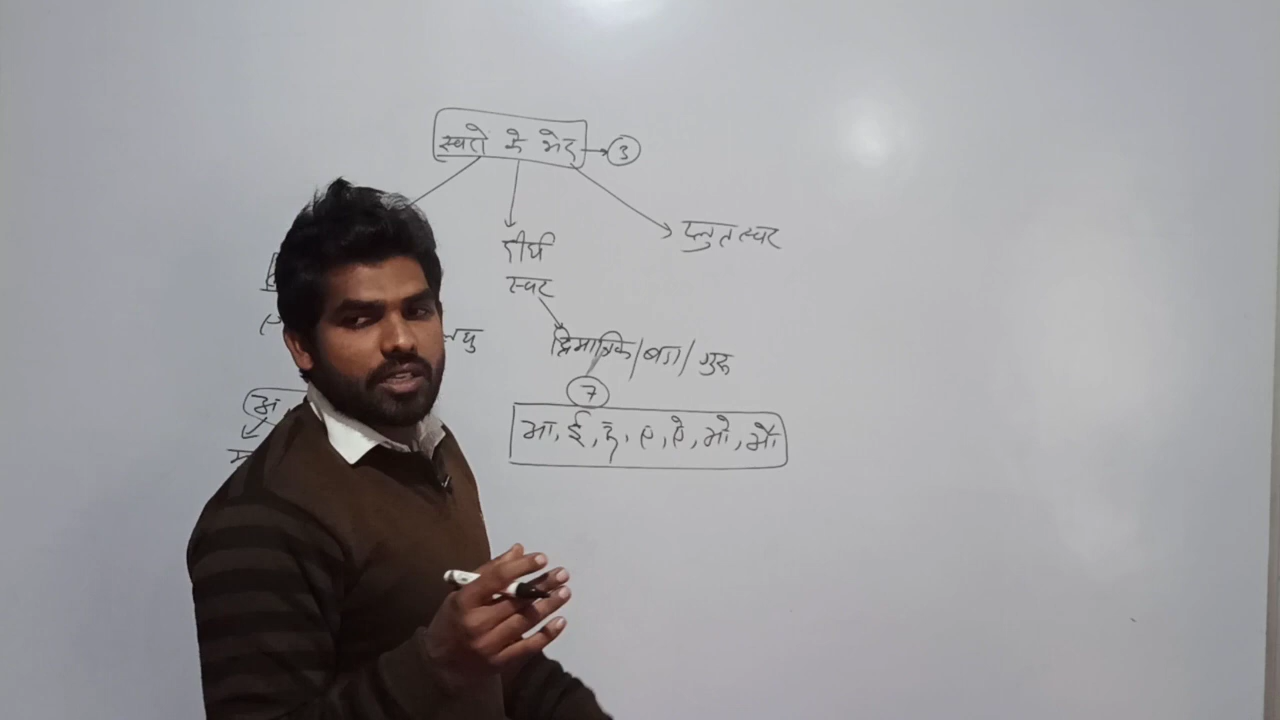 स्वरो के भेद → 3
दीर्घ
स्वर
प्लुत स्वर
लघु
द्विमात्रिक/बड़ा/गुरू
7
अ
आ, ई, ऊ, ए, ऐ, ओ, औ